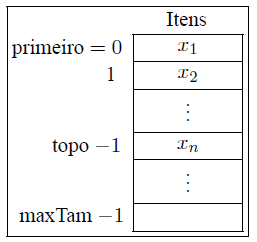 Itens
primeiro = 0 x₁
1 x₂
⋮
topo −1 xₙ
⋮
maxTam −1